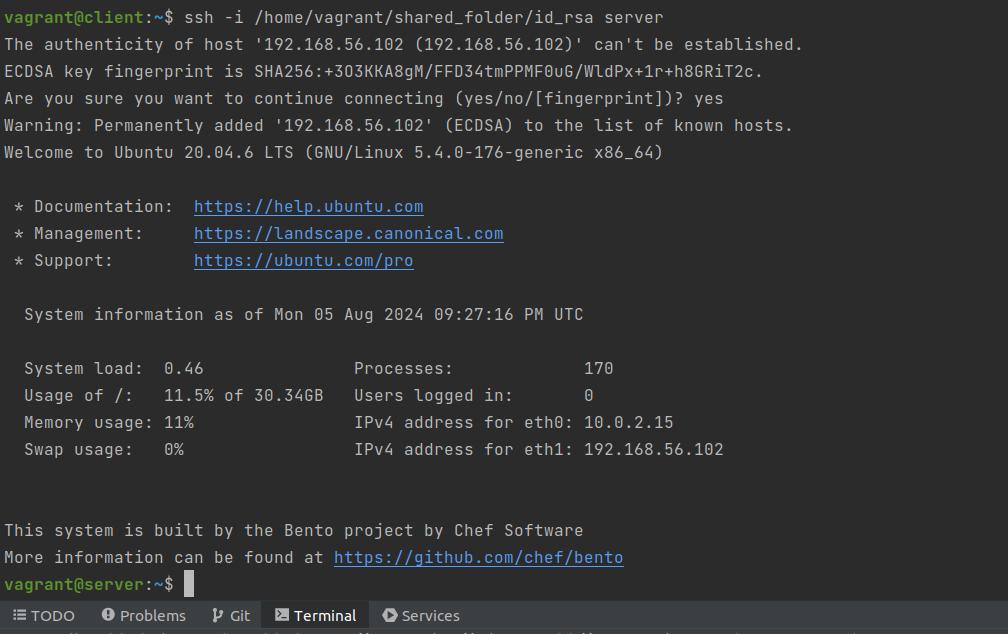 vagrant@client:~$ ssh -i /home/vagrant/shared_folder/id_rsa server
The authenticity of host '192.168.56.102 (192.168.56.102)' can't be established.
ECDSA key fingerprint is SHA256:+3O3KKA8gM/FFD34tmPPMF0uG/WldPx+1r+h8GRiT2c.
Are you sure you want to continue connecting (yes/no/[fingerprint])? yes
Warning: Permanently added '192.168.56.102' (ECDSA) to the list of known hosts.
Welcome to Ubuntu 20.04.6 LTS (GNU/Linux 5.4.0-176-generic x86_64)
* Documentation:  https://help.ubuntu.com
* Management:     https://landscape.canonical.com
* Support:        https://ubuntu.com/pro
System information as of Mon 05 Aug 2024 09:27:16 PM UTC
System load:  0.46                Processes:             170
Usage of /:   11.5% of 30.34GB   Users logged in:       0
Memory usage: 11%                IPv4 address for eth0: 10.0.2.15
Swap usage:   0%                 IPv4 address for eth1: 192.168.56.102
This system is built by the Bento project by Chef Software
More information can be found at https://github.com/chef/bento
vagrant@server:~$
TODO Problems Git Terminal Services